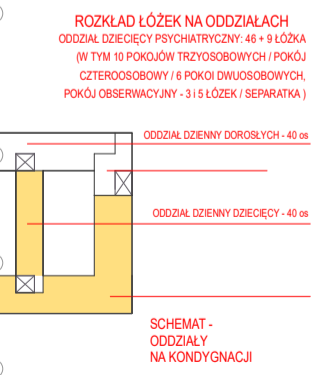 ROZKŁAD ŁÓŻEK NA ODDZIAŁACH
ODDZIAŁ DZIECIĘCY PSYCHIATRYCZNY: 46 + 9 ŁÓŻKA
(W TYM 10 POKOJÓW TRZYOSOBOWYCH / POKÓJ
CZTEROOSOBOWY / 6 POKOI DWUOSOBOWYCH,
POKÓJ OBSERWACYJNY - 3 i 5 ŁÓZEK / SEPARATKA )
ODDZIAŁ DZIENNY DOROSŁYCH - 40 os
ODDZIAŁ DZIENNY DZIECIĘCY - 40 os
SCHEMAT -
ODDZIAŁY
NA KONDYGNACJI